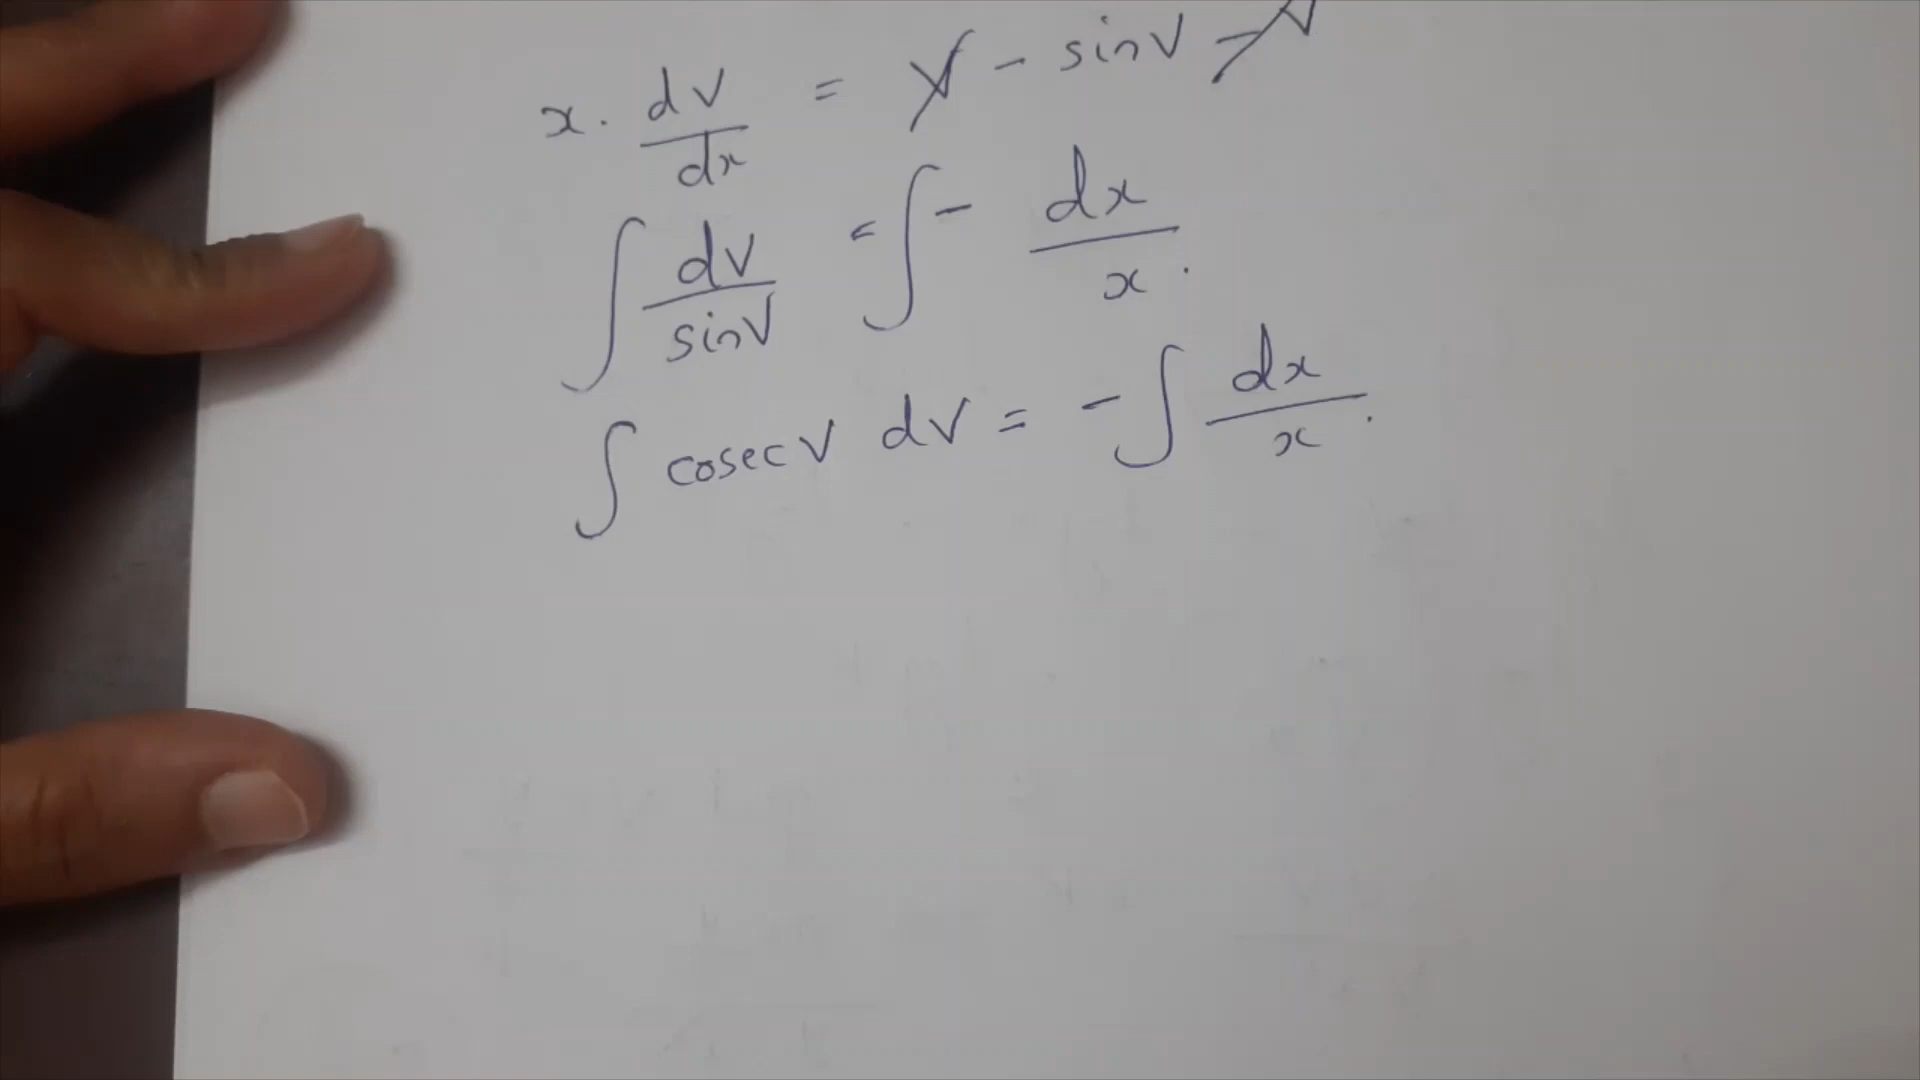 x. dv/dx = v - sin v - v
∫ dv/sin v = ∫ - dx/x.
∫ cosec v dv = - ∫ dx/x.